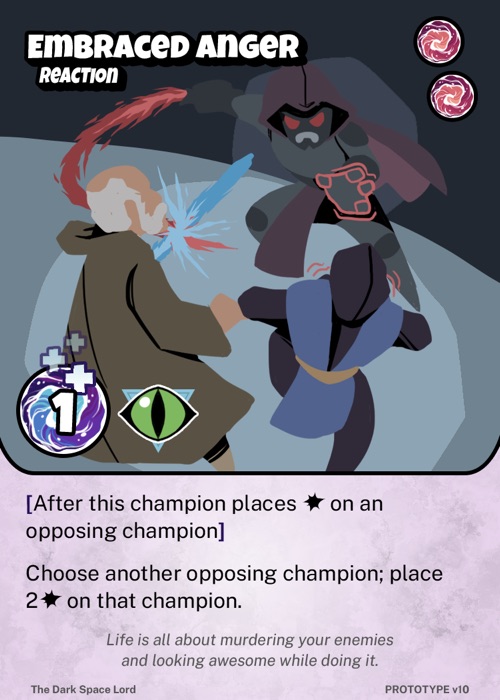 EMBRACED ANGER
REACTION
1
[After this champion places on an
opposing champion]
Choose another opposing champion; place
2 on that champion.
Life is all about murdering your enemies
and looking awesome while doing it.
The Dark Space Lord
PROTOTYPE v10